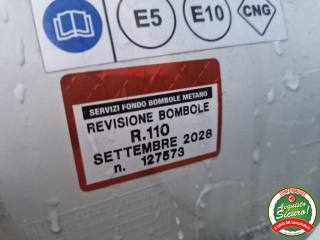 E5
E10
CNG
SERVIZI FONDO BOMBOLE METANO
REVISIONE BOMBOLE
R.110
SETTEMBRE 2028
n. 127573
Acquisto
Sicuro!